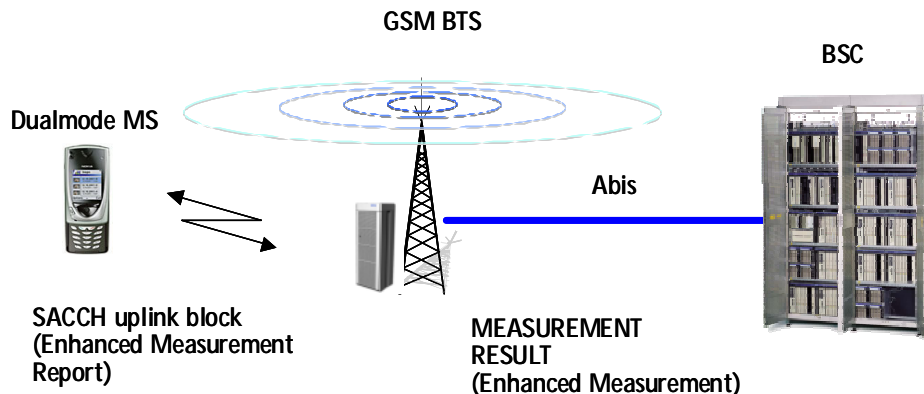 GSM BTS
BSC
Dualmode MS
Abis
SACCH uplink block
(Enhanced Measurement
Report)
MEASUREMENT
RESULT
(Enhanced Measurement)